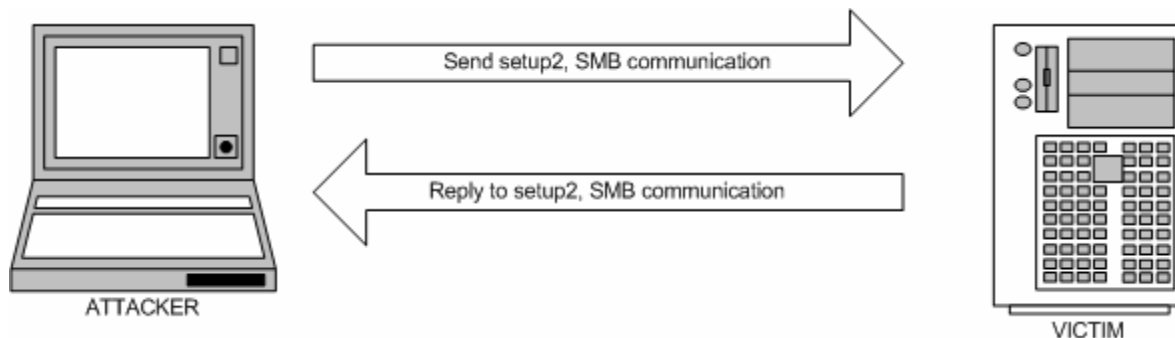 Send setup2, SMB communication
Reply to setup2, SMB communication
ATTACKER
VICTIM